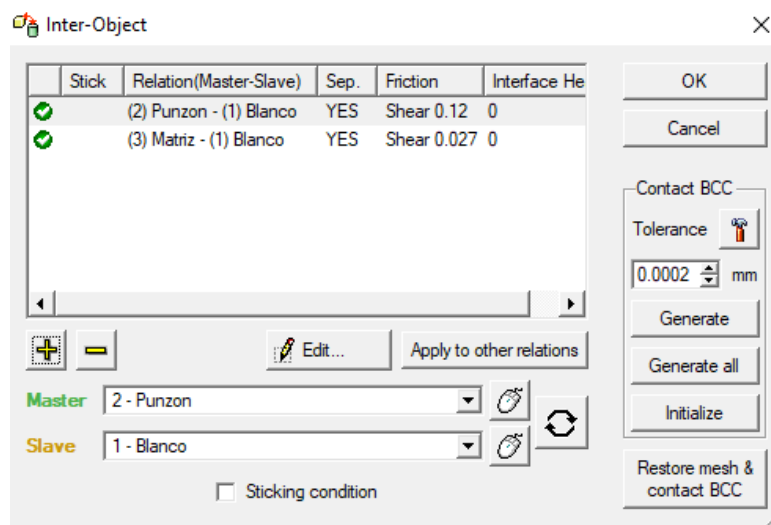 Inter-Object
Stick Relation(Master-Slave) Sep. Friction Interface He
(2) Punzon - (1) Blanco YES Shear 0.12 0
(3) Matriz - (1) Blanco YES Shear 0.027 0
OK
Cancel
Contact BCC
Tolerance
0.0002 mm
Generate
Generate all
Initialize
Restore mesh &
contact BCC
Edit...
Apply to other relations
Master 2 - Punzon
Slave 1 - Blanco
Sticking condition